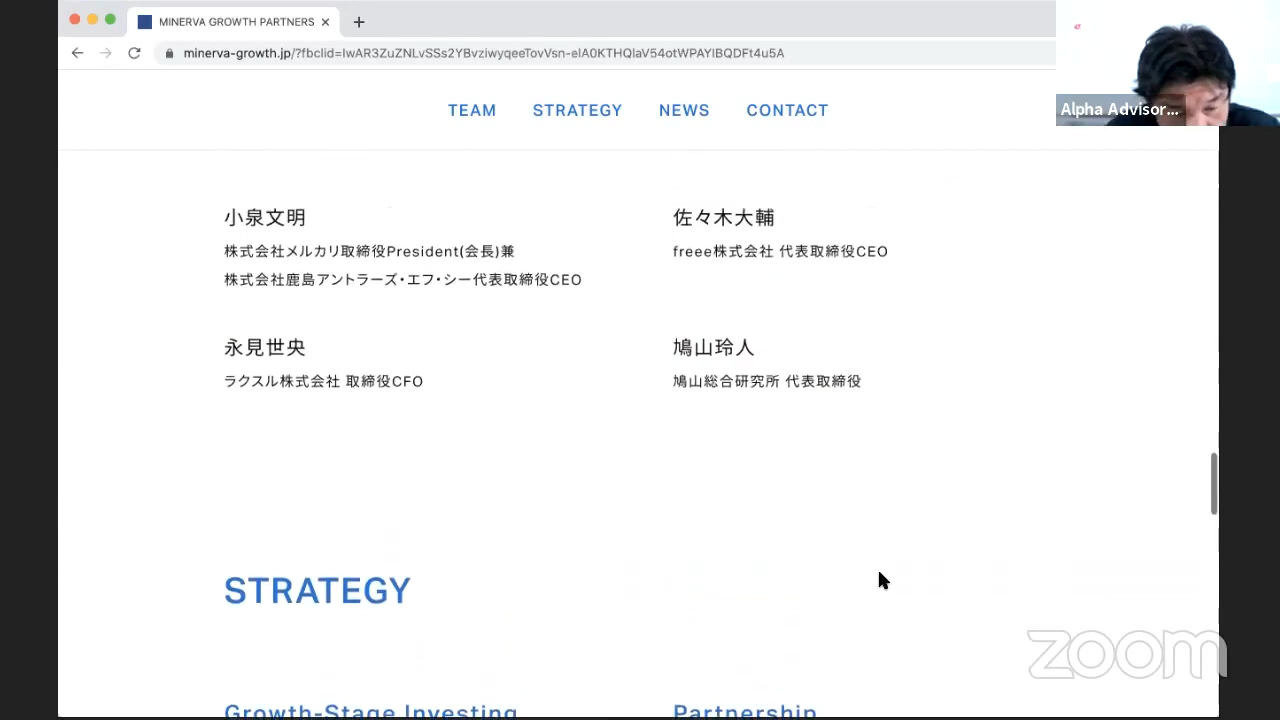 MINERVA GROWTH PARTNERS
minerva-growth.jp/?fbclid=IwAR3ZuZNLvSSs2YBvziwyqeeTovVsn-elA0KTHQlaV54otWPAYlBQDFt4u5A
Alpha Advisor...
TEAM STRATEGY NEWS CONTACT
小泉文明
株式会社メルカリ取締役President(会長)兼
株式会社鹿島アントラーズ・エフ・シー代表取締役CEO
佐々木大輔
freee株式会社 代表取締役CEO
永見世央
ラクスル株式会社 取締役CFO
鳩山玲人
鳩山総合研究所 代表取締役
STRATEGY
Growth-Stage Investing
Partnership
zoom